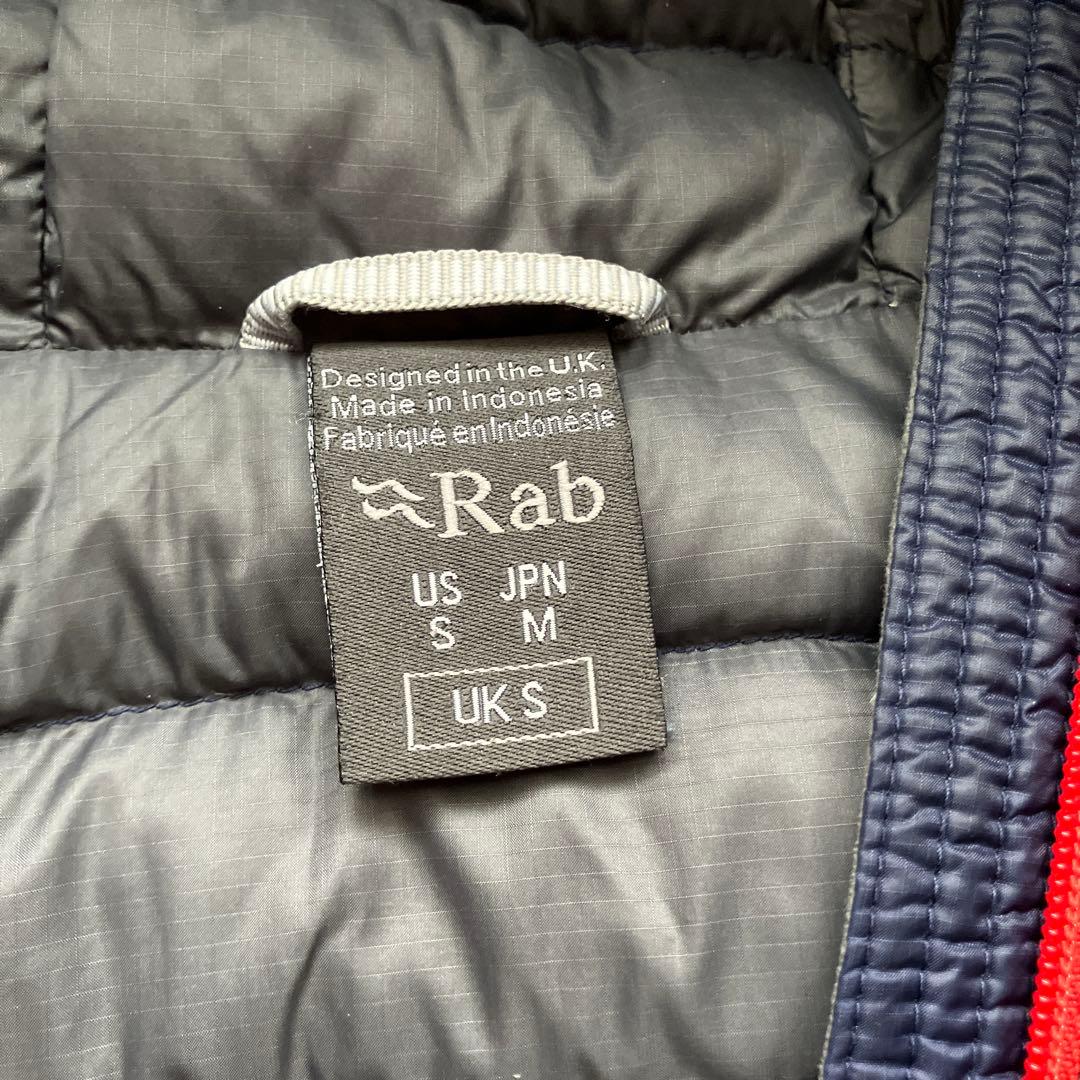 Designed in the U.K.
Made in Indonesia
Fabriqué en Indonésie
Rab
US JPN
S M
UK S